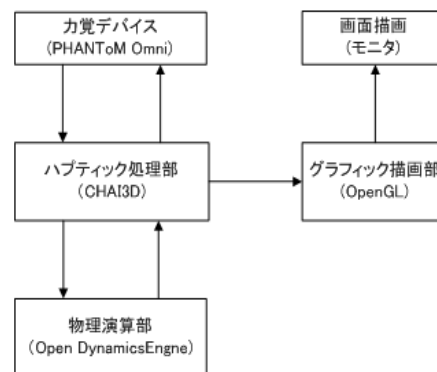 力覚デバイス
(PHANToM Omni)
画面描画
(モニタ)
ハプティック処理部
(CHAI3D)
グラフィック描画部
(OpenGL)
物理演算部
(Open DynamicsEngne)